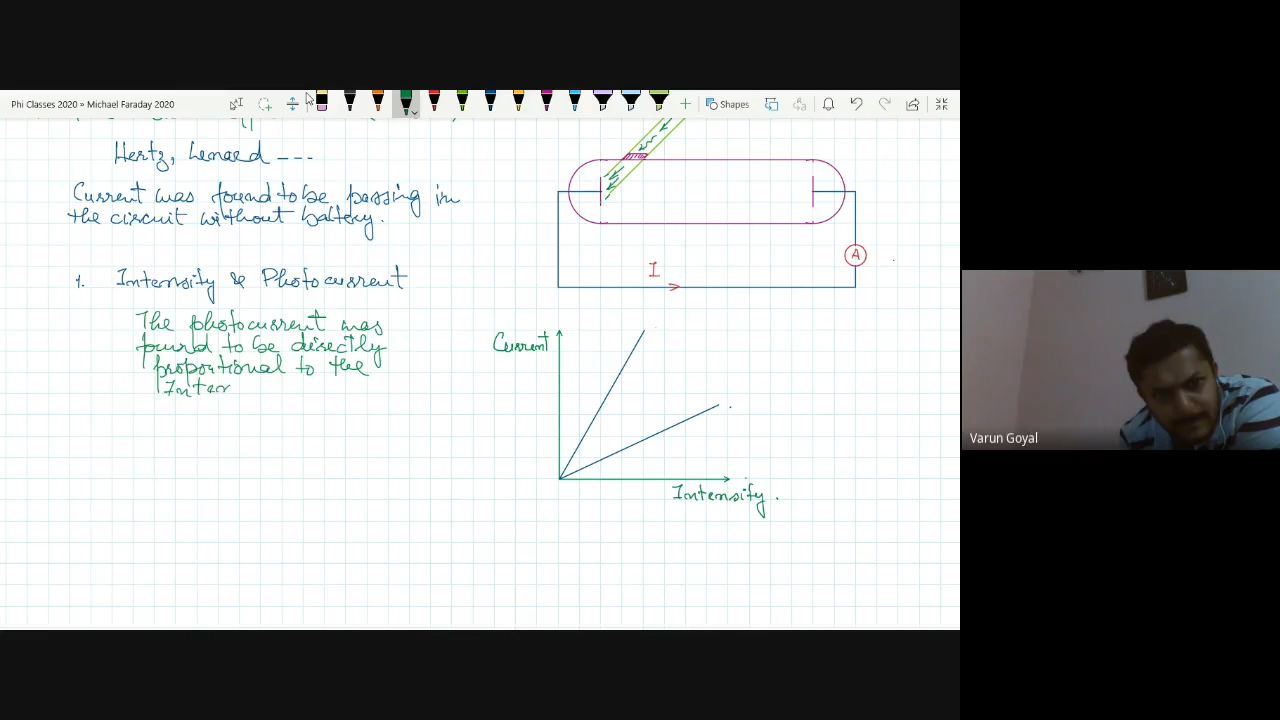 Phi Classes 2020 » Michael Faraday 2020
Shapes
Hertz, Lenard ---
Current was found to be passing in
the circuit without battery.
A
I
1. Intensity & Photocurrent
The photocurrent was
found to be directly
proportional to the
Inten
Current
Intensity.
Varun Goyal